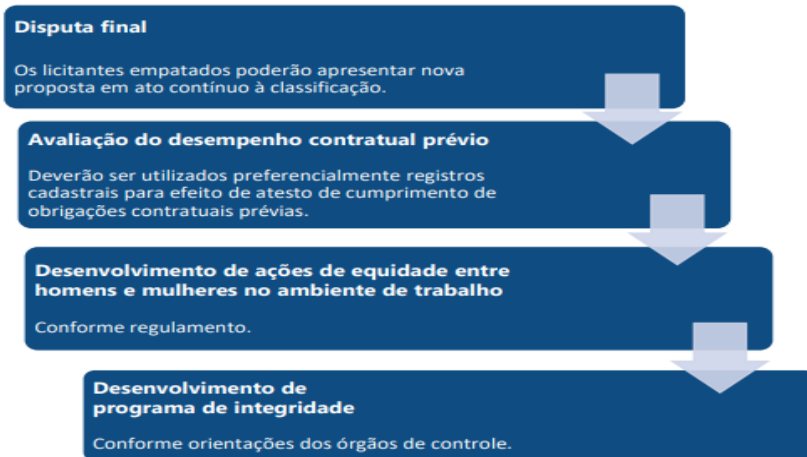 Disputa final
Os licitantes empatados poderão apresentar nova
proposta em ato contínuo à classificação.
Avaliação do desempenho contratual prévio
Deverão ser utilizados preferencialmente registros
cadastrais para efeito de atesto de cumprimento de
obrigações contratuais prévias.
Desenvolvimento de ações de equidade entre
homens e mulheres no ambiente de trabalho
Conforme regulamento.
Desenvolvimento de
programa de integridade
Conforme orientações dos órgãos de controle.